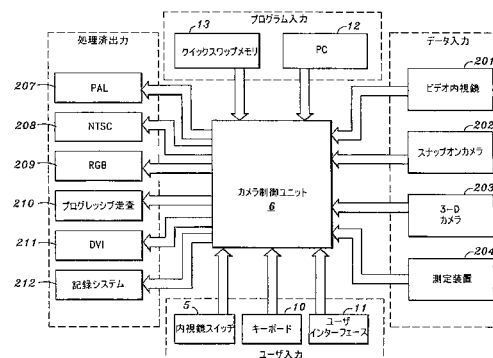 プログラム入力
13
クイックスワップメモリ
12
PC
処理済出力
207
PAL
208
NTSC
209
RGB
210
プログレッシブ走査
211
DVI
212
記録システム
カメラ制御ユニット
6
データ入力
201
ビデオ内視鏡
202
スナップオンカメラ
203
3-D
カメラ
204
測定装置
5
内視鏡スイッチ
10
キーボード
11
ユーザ
インターフェース
ユーザ入力